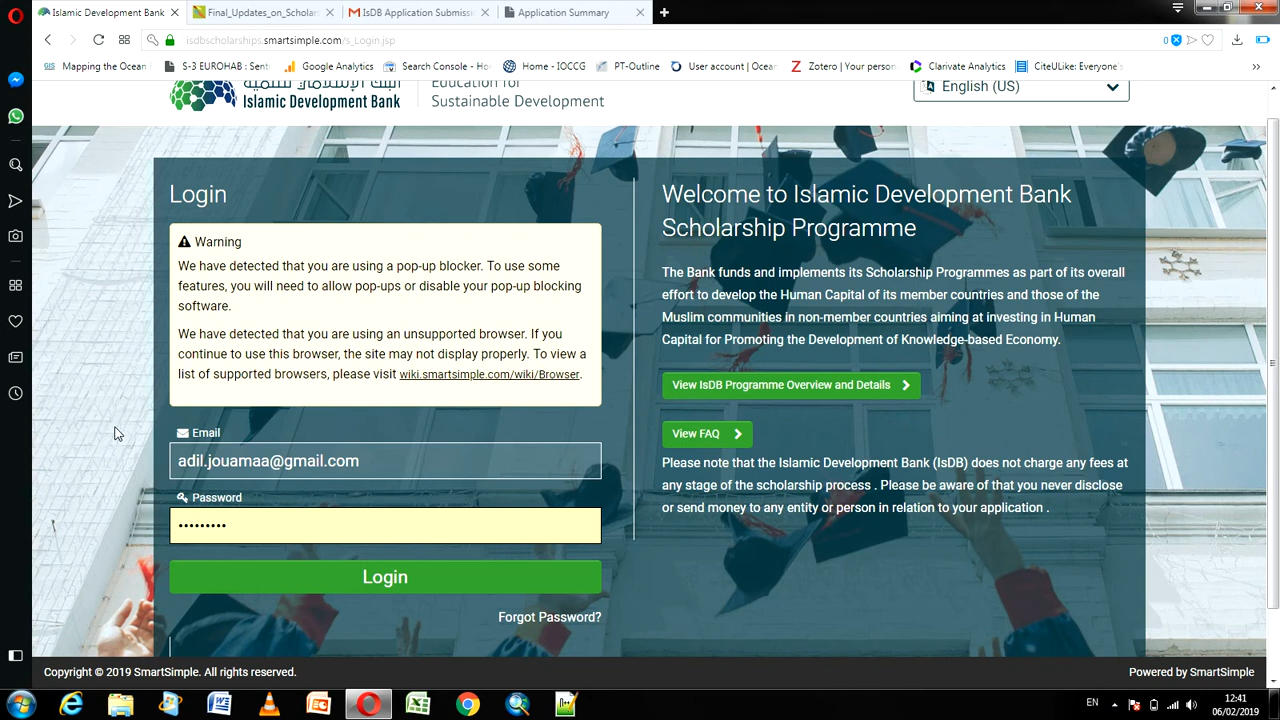 Islamic Development Bank
Final_Updates_on_Scholars
IsDB Application Submiss
Application Summary
isdbscholarships.smartsimple.com/s_Login.jsp
0
GIS Mapping the Ocean
S-3 EUROHAB : Sent
Google Analytics
Search Console - Ho
Home - IOCCG
PT-Outline
User account | Ocea
Z Zotero | Your person
Clarivate Analytics
CiteULike: Everyone's
»
Islamic Development Bank
Education for
Sustainable Development
English (US)
Login
Warning
We have detected that you are using a pop-up blocker. To use some
features, you will need to allow pop-ups or disable your pop-up blocking
software.
We have detected that you are using an unsupported browser. If you
continue to use this browser, the site may not display properly. To view a
list of supported browsers, please visit wiki.smartsimple.com/wiki/Browser.
Email
adil.jouamaa@gmail.com
Password
•••••••••
Login
Forgot Password?
Welcome to Islamic Development Bank
Scholarship Programme
The Bank funds and implements its Scholarship Programmes as part of its overall
effort to develop the Human Capital of its member countries and those of the
Muslim communities in non-member countries aiming at investing in Human
Capital for Promoting the Development of Knowledge-based Economy.
View IsDB Programme Overview and Details
View FAQ
Please note that the Islamic Development Bank (IsDB) does not charge any fees at
any stage of the scholarship process . Please be aware of that you never disclose
or send money to any entity or person in relation to your application .
Copyright © 2019 SmartSimple. All rights reserved.
Powered by SmartSimple
EN
12:41
06/02/2019